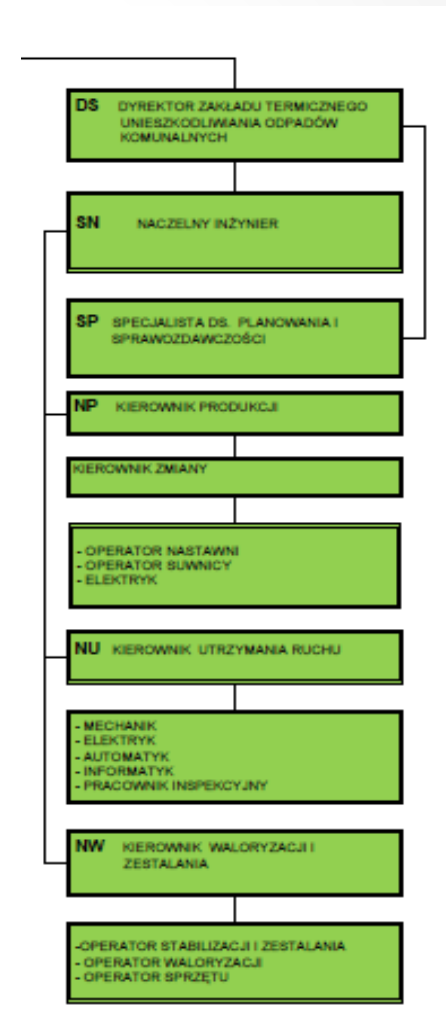 DS DYREKTOR ZAKŁADU TERMICZNEGO
UNIESZKODLIWIANIA ODPADÓW
KOMUNALNYCH
SN NACZELNY INŻYNIER
SP SPECJALISTA DS. PLANOWANIA I
SPRAWOZDAWCZOŚCI
NP KIEROWNIK PRODUKCJI
KIEROWNIK ZMIANY
- OPERATOR NASTAWNI
- OPERATOR SUWNICY
- ELEKTRYK
NU KIEROWNIK UTRZYMANIA RUCHU
- MECHANIK
- ELEKTRYK
- AUTOMATYK
- INFORMATYK
- PRACOWNIK INSPEKCYJNY
NW KIEROWNIK WALORYZACJI I
ZESTALANIA
-OPERATOR STABILIZACJI I ZESTALANIA
- OPERATOR WALORYZACJI
- OPERATOR SPRZĘTU